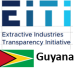 EITI
Extractive Industries
Transparency Initiative
Guyana